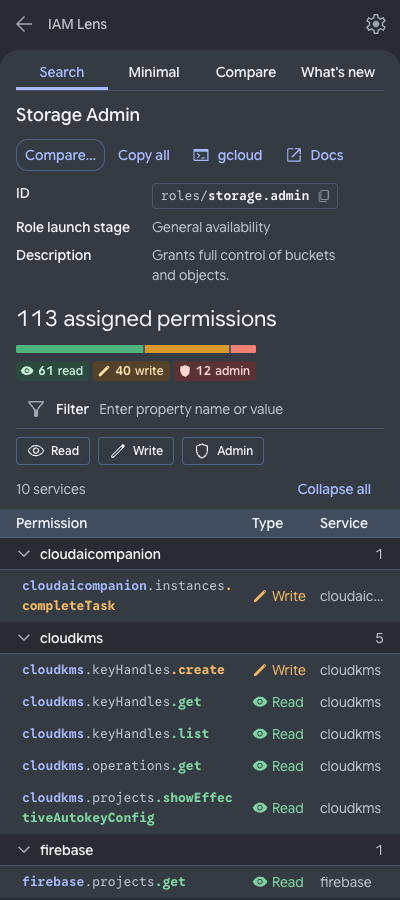 IAM Lens
Search Minimal Compare What's new
Storage Admin
Compare... Copy all gcloud Docs
ID roles/storage.admin
Role launch stage General availability
Description Grants full control of buckets
and objects.
113 assigned permissions
61 read 40 write 12 admin
Filter Enter property name or value
Read Write Admin
10 services Collapse all
Permission Type Service
cloudaicompanion 1
cloudaicompanion.instances.
completeTask Write cloudaic...
cloudkms 5
cloudkms.keyHandles.create Write cloudkms
cloudkms.keyHandles.get Read cloudkms
cloudkms.keyHandles.list Read cloudkms
cloudkms.operations.get Read cloudkms
cloudkms.projects.showEffec
tiveAutokeyConfig Read cloudkms
firebase 1
firebase.projects.get Read firebase